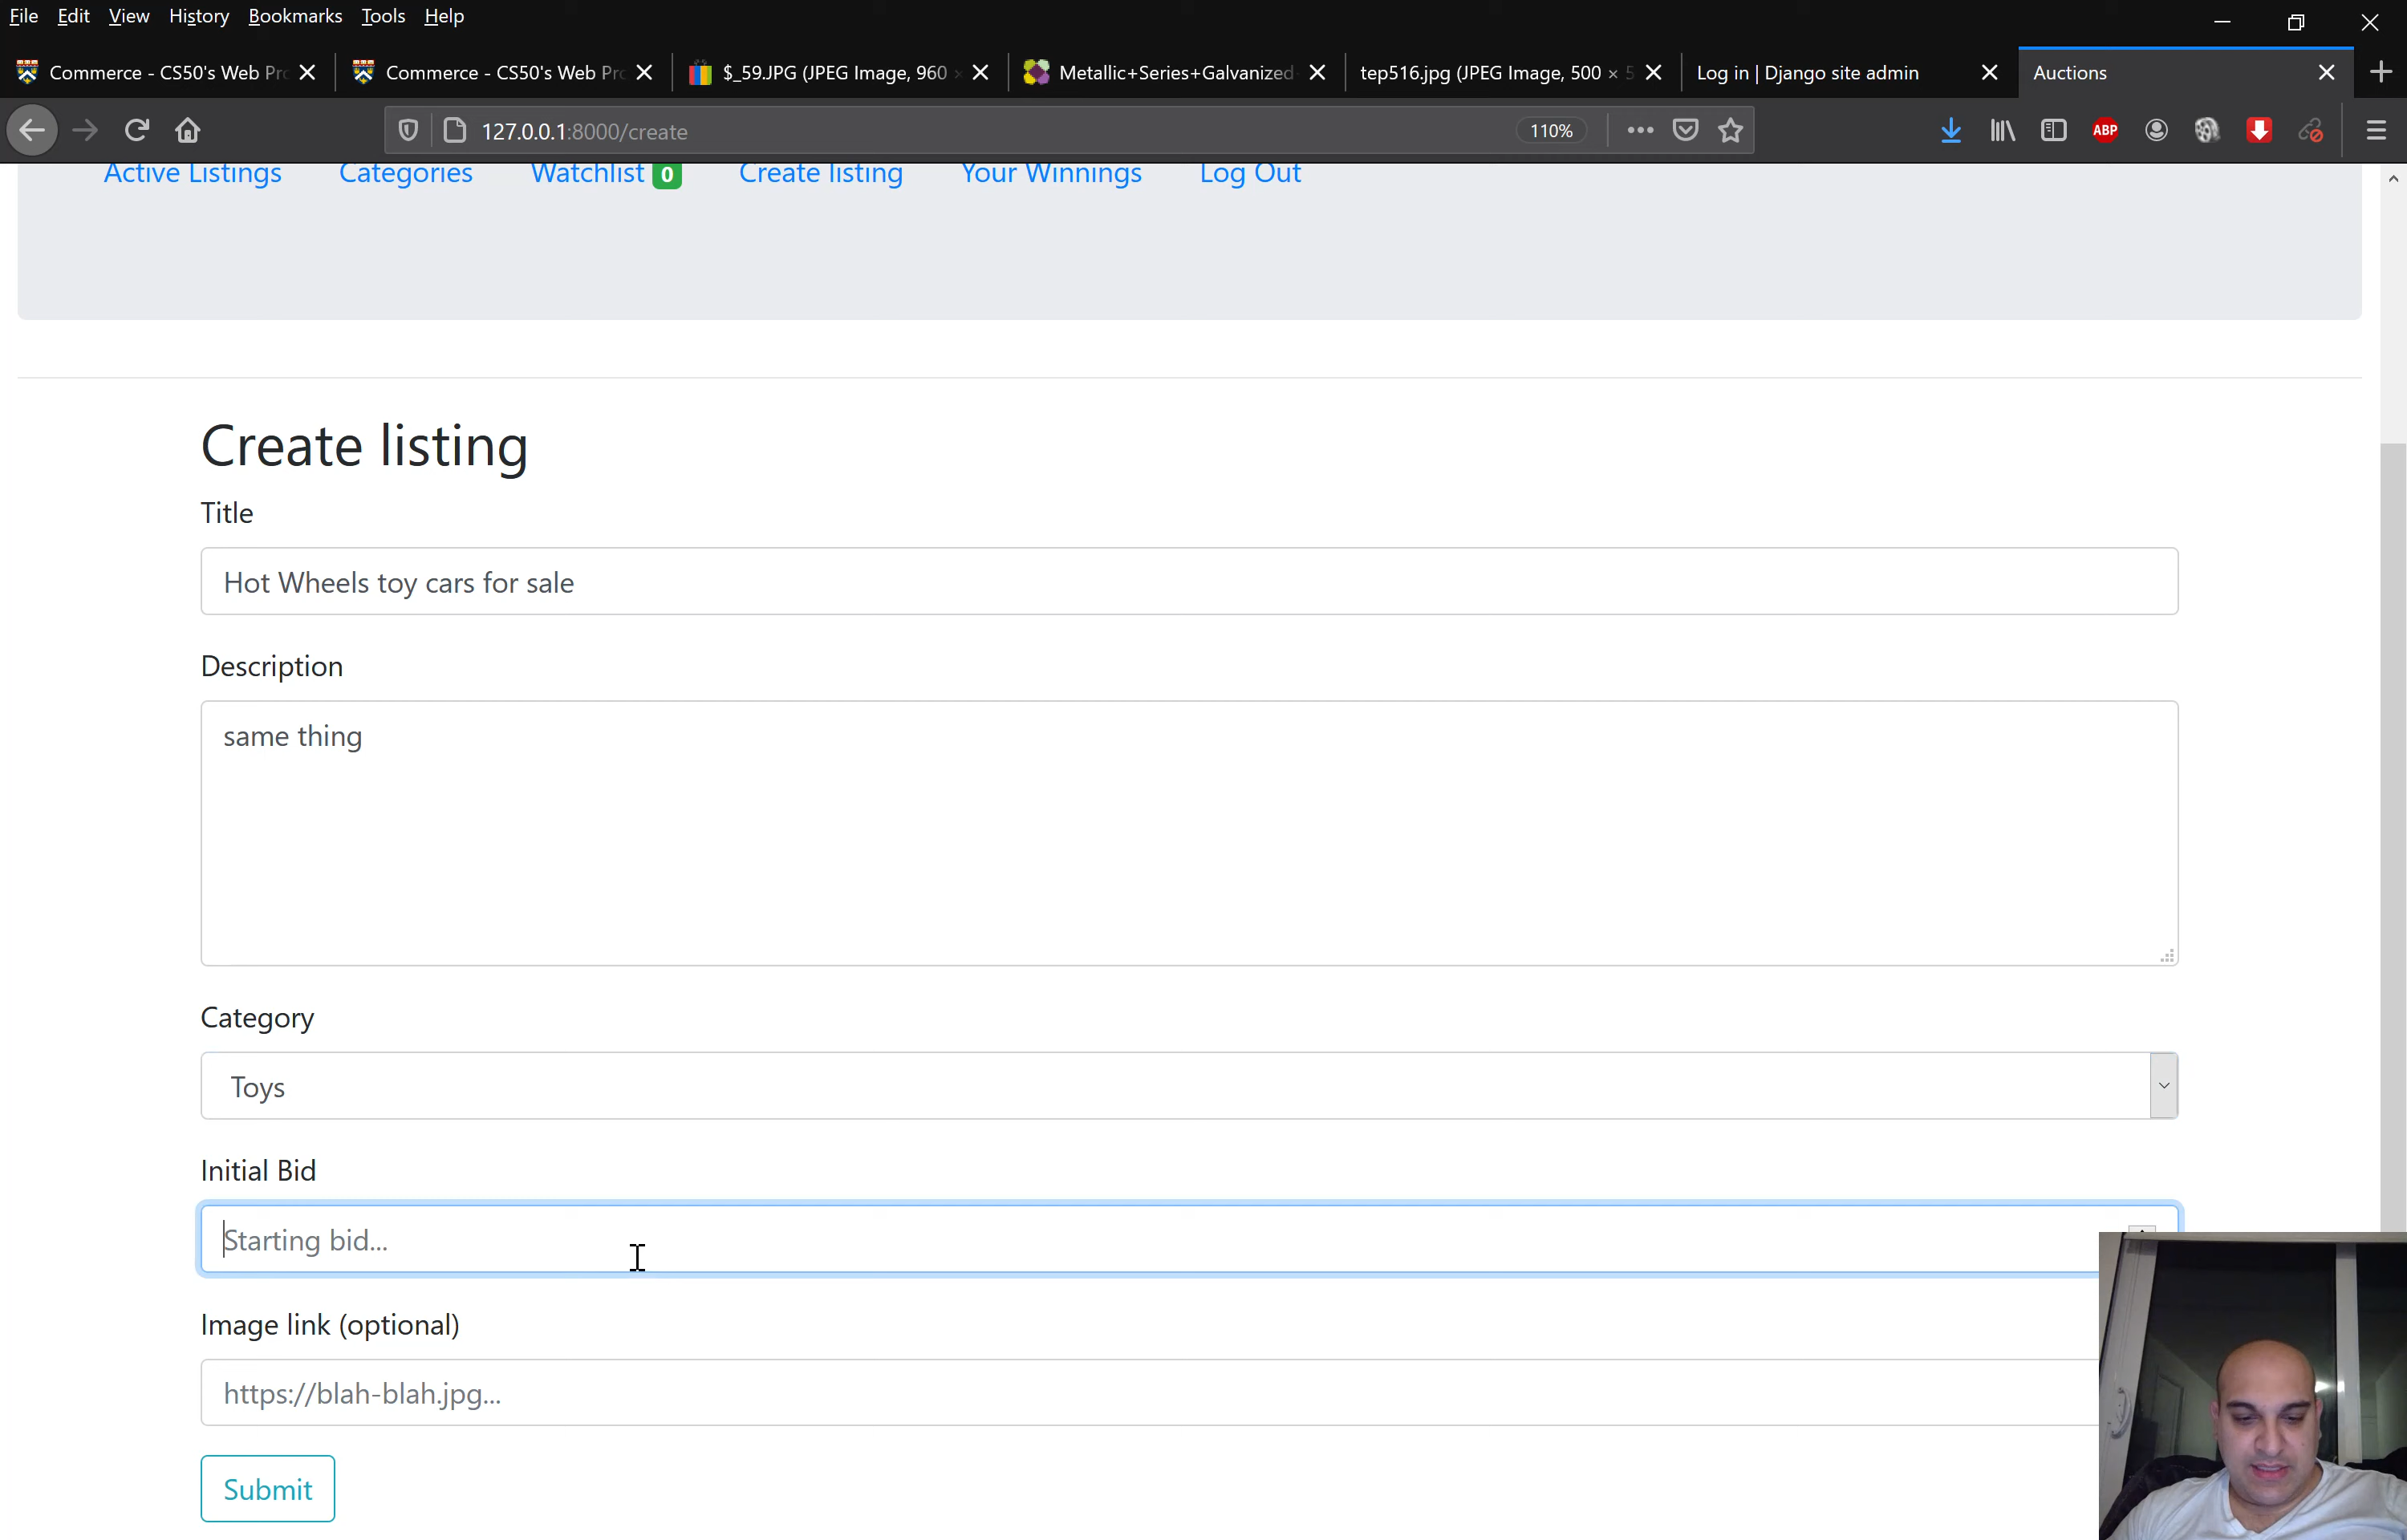 File Edit View History Bookmarks Tools Help
Commerce - CS50's Web Pro
Commerce - CS50's Web Pro
$_59.JPG (JPEG Image, 960 ×
Metallic+Series+Galvanized
tep516.jpg (JPEG Image, 500 × 5
Log in | Django site admin
Auctions
127.0.0.1:8000/create
110%
ABP
Active Listings Categories Watchlist 0 Create listing Your Winnings Log Out
Create listing
Title
Hot Wheels toy cars for sale
Description
same thing
Category
Toys
Initial Bid
Starting bid...
Image link (optional)
https://blah-blah.jpg...
Submit